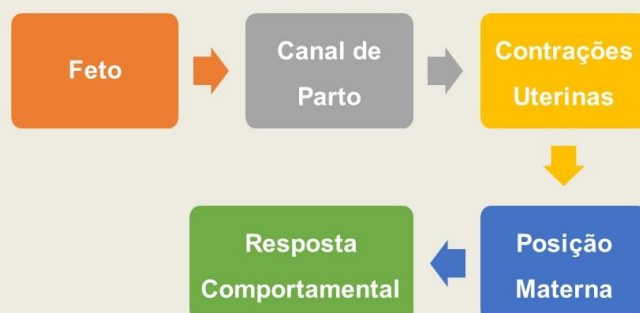 Feto
Canal de
Parto
Contrações
Uterinas
Posição
Materna
Resposta
Comportamental